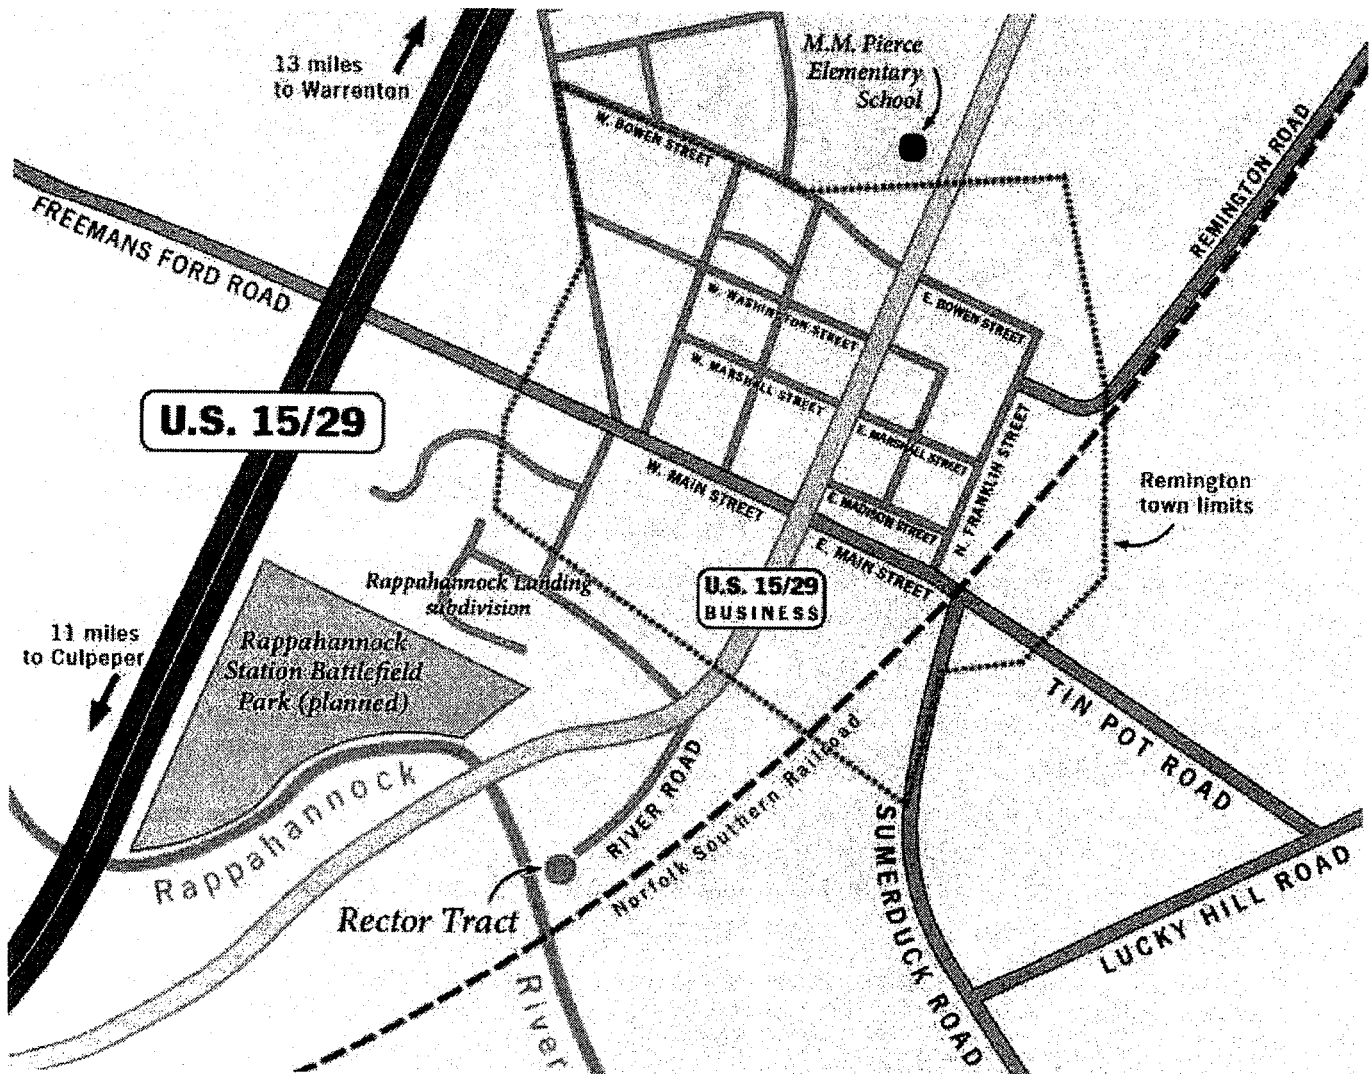 M.M. Pierce
Elementary
School
13 miles
to Warrenton
W. BOWEN STREET
REMINGTON ROAD
FREEMANS FORD ROAD
E. BOWEN STREET
W. WASHINGTON STREET
W. MARSHALL STREET
U.S. 15/29
E. MARSHALL STREET
N. FRANKLIN STREET
W. MAIN STREET
E. MADISON STREET
Remington
town limits
E. MAIN STREET
Rappahannock Landing
subdivision
U.S. 15/29
BUSINESS
11 miles
to Culpeper
Rappahannock
Station Battlefield
Park (planned)
TIN POT ROAD
RIVER ROAD
Norfolk Southern Railroad
Rappahannock
River
SUMERDUCK ROAD
LUCKY HILL ROAD
Rector Tract